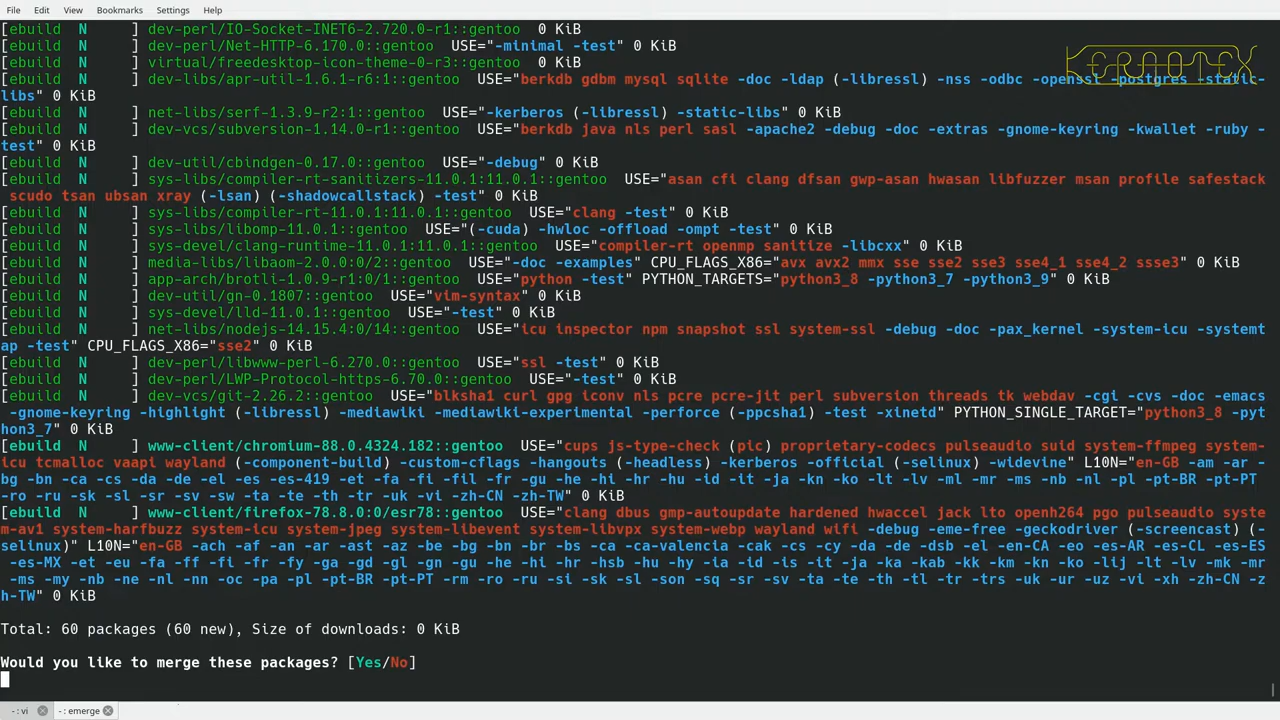 File Edit View Bookmarks Settings Help
[ebuild  N     ] dev-perl/IO-Socket-INET6-2.720.0-r1::gentoo  0 KiB
[ebuild  N     ] dev-perl/Net-HTTP-6.170.0::gentoo  USE="-minimal -test" 0 KiB
[ebuild  N     ] virtual/freedesktop-icon-theme-0-r3::gentoo  0 KiB
[ebuild  N     ] dev-libs/apr-util-1.6.1-r6:1::gentoo  USE="berkdb gdbm mysql sqlite -doc -ldap (-libressl) -nss -odbc -openssl -postgres -static-
libs" 0 KiB
KERNOTEX
[ebuild  N     ] net-libs/serf-1.3.9-r2:1::gentoo  USE="-kerberos (-libressl) -static-libs" 0 KiB
[ebuild  N     ] dev-vcs/subversion-1.14.0-r1::gentoo  USE="berkdb java nls perl sasl -apache2 -debug -doc -extras -gnome-keyring -kwallet -ruby -
test" 0 KiB
[ebuild  N     ] dev-util/cbindgen-0.17.0::gentoo  USE="-debug" 0 KiB
[ebuild  N     ] sys-libs/compiler-rt-sanitizers-11.0.1:11.0.1::gentoo  USE="asan cfi clang dfsan gwp-asan hwasan libfuzzer msan profile safestack
 scudo tsan ubsan xray (-lsan) (-shadowcallstack) -test" 0 KiB
[ebuild  N     ] sys-libs/compiler-rt-11.0.1:11.0.1::gentoo  USE="clang -test" 0 KiB
[ebuild  N     ] sys-libs/libomp-11.0.1::gentoo  USE="(-cuda) -hwloc -offload -ompt -test" 0 KiB
[ebuild  N     ] sys-devel/clang-runtime-11.0.1:11.0.1::gentoo  USE="compiler-rt openmp sanitize -libcxx" 0 KiB
[ebuild  N     ] media-libs/libaom-2.0.0:0/2::gentoo  USE="-doc -examples" CPU_FLAGS_X86="avx avx2 mmx sse sse2 sse3 sse4_1 sse4_2 ssse3" 0 KiB
[ebuild  N     ] app-arch/brotli-1.0.9-r1:0/1::gentoo  USE="python -test" PYTHON_TARGETS="python3_8 -python3_7 -python3_9" 0 KiB
[ebuild  N     ] dev-util/gn-0.1807::gentoo  USE="vim-syntax" 0 KiB
[ebuild  N     ] sys-devel/lld-11.0.1::gentoo  USE="-test" 0 KiB
[ebuild  N     ] net-libs/nodejs-14.15.4:0/14::gentoo  USE="icu inspector npm snapshot ssl system-ssl -debug -doc -pax_kernel -system-icu -systemt
ap -test" CPU_FLAGS_X86="sse2" 0 KiB
[ebuild  N     ] dev-perl/libwww-perl-6.270.0::gentoo  USE="ssl -test" 0 KiB
[ebuild  N     ] dev-perl/LWP-Protocol-https-6.70.0::gentoo  USE="-test" 0 KiB
[ebuild  N     ] dev-vcs/git-2.26.2::gentoo  USE="blksha1 curl gpg iconv nls pcre pcre-jit perl subversion threads tk webdav -cgi -cvs -doc -emacs
 -gnome-keyring -highlight (-libressl) -mediawiki -mediawiki-experimental -perforce (-ppcsha1) -test -xinetd" PYTHON_SINGLE_TARGET="python3_8 -pyt
hon3_7" 0 KiB
[ebuild  N     ] www-client/chromium-88.0.4324.182::gentoo  USE="cups js-type-check (pic) proprietary-codecs pulseaudio suid system-ffmpeg system-
icu tcmalloc vaapi wayland (-component-build) -custom-cflags -hangouts (-headless) -kerberos -official (-selinux) -widevine" L10N="en-GB -am -ar -
bg -bn -ca -cs -da -de -el -es -es-419 -et -fa -fi -fil -fr -gu -he -hi -hr -hu -id -it -ja -kn -ko -lt -lv -ml -mr -ms -nb -nl -pl -pt-BR -pt-PT
-ro -ru -sk -sl -sr -sv -sw -ta -te -th -tr -uk -vi -zh-CN -zh-TW" 0 KiB
[ebuild  N     ] www-client/firefox-78.8.0:0/esr78::gentoo  USE="clang dbus gmp-autoupdate hardened hwaccel jack lto openh264 pgo pulseaudio syste
m-av1 system-harfbuzz system-icu system-jpeg system-libevent system-libvpx system-webp wayland wifi -debug -eme-free -geckodriver (-screencast) (-
selinux)" L10N="en-GB -ach -af -an -ar -ast -az -be -bg -bn -br -bs -ca -ca-valencia -cak -cs -cy -da -de -dsb -el -en-CA -eo -es-AR -es-CL -es-ES
 -es-MX -et -eu -fa -ff -fi -fr -fy -ga -gd -gl -gn -gu -he -hi -hr -hsb -hu -hy -ia -id -is -it -ja -ka -kab -kk -km -kn -ko -lij -lt -lv -mk -mr
 -ms -my -nb -ne -nl -nn -oc -pa -pl -pt-BR -pt-PT -rm -ro -ru -si -sk -sl -son -sq -sr -sv -ta -te -th -tl -tr -trs -uk -ur -uz -vi -xh -zh-CN -z
h-TW" 0 KiB
Total: 60 packages (60 new), Size of downloads: 0 KiB
Would you like to merge these packages? [Yes/No]
- : vi - : emerge